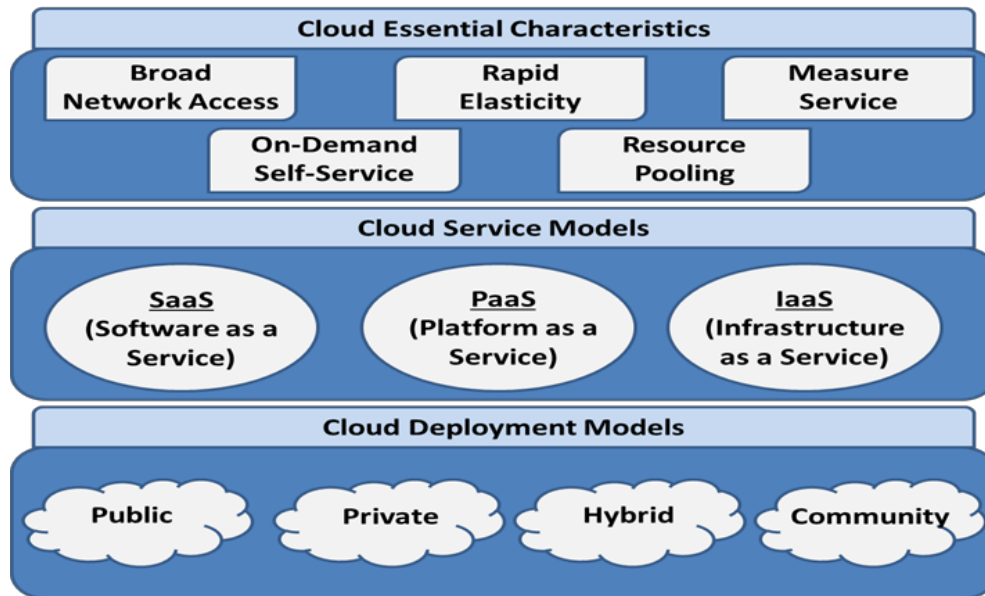 Cloud Essential Characteristics
Broad
Network Access
Rapid
Elasticity
Measure
Service
On-Demand
Self-Service
Resource
Pooling
Cloud Service Models
SaaS
(Software as a
Service)
PaaS
(Platform as a
Service)
IaaS
(Infrastructure
as a Service)
Cloud Deployment Models
Public
Private
Hybrid
Community